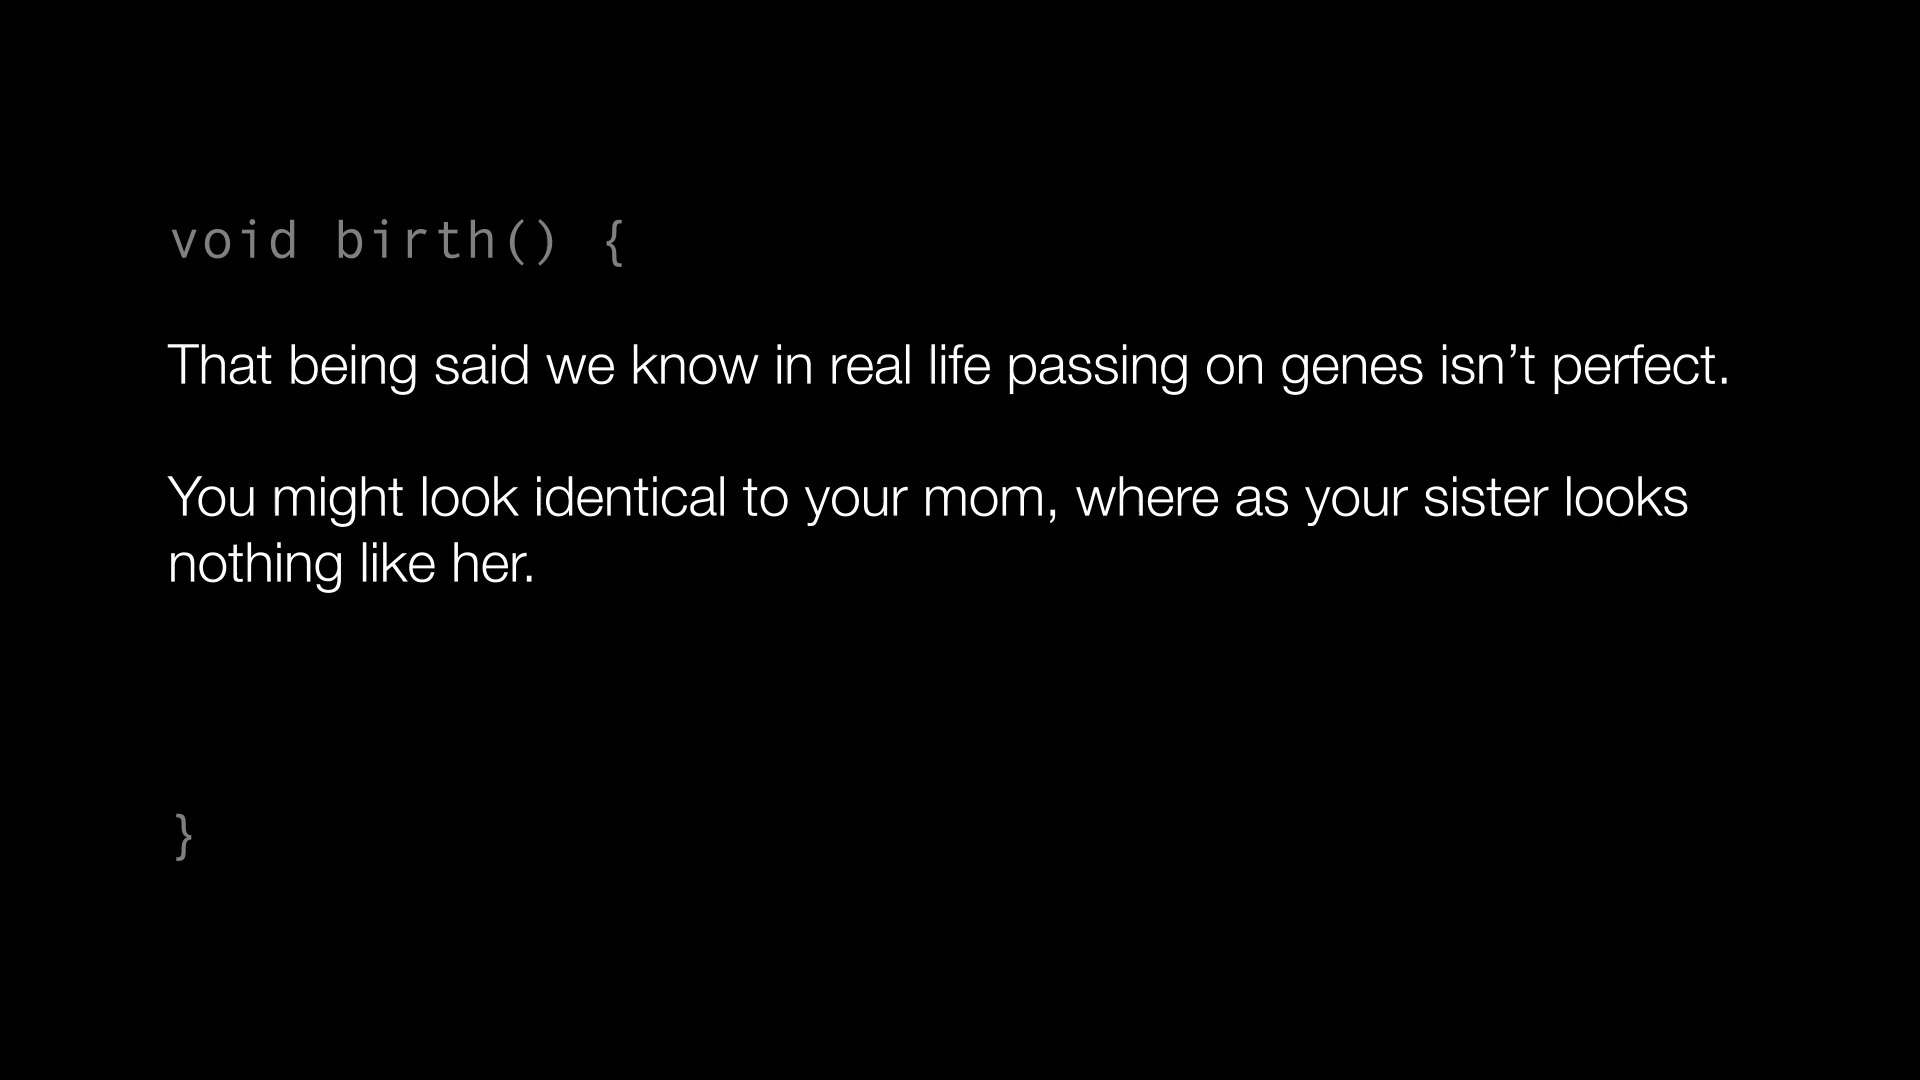 void birth() {
That being said we know in real life passing on genes isn’t perfect.
You might look identical to your mom, where as your sister looks
nothing like her.
}